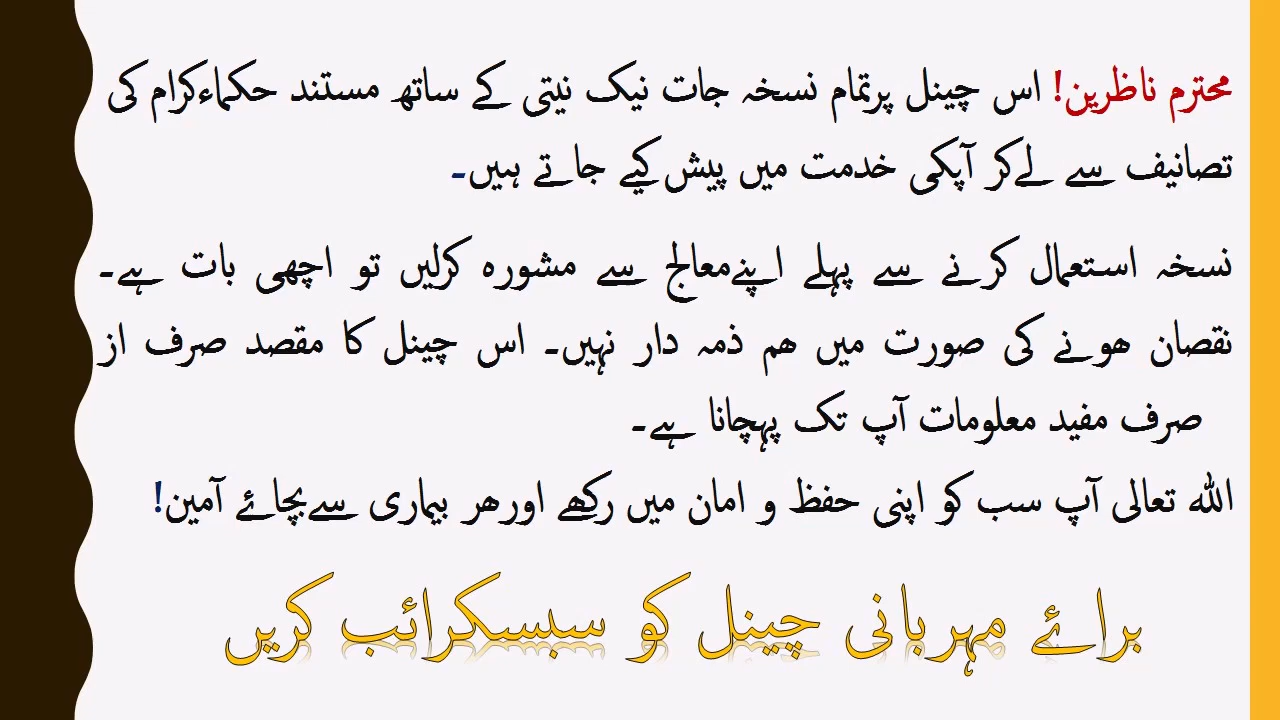 محترم ناظرین! اس چینل پرتمام نسخہ جات نیک نیتی کے ساتھ مستند حکماءکرام کی
تصانیف سے لےکر آپکی خدمت میں پیش کیے جاتے ہیں۔
نسخہ استعمال کرنے سے پہلے اپنےمعالج سے مشورہ کرلیں تو اچھی بات ہے۔
نقصان ھونے کی صورت میں ھم ذمہ دار نہیں۔ اس چینل کا مقصد صرف از
صرف مفید معلومات آپ تک پہچانا ہے۔
اللہ تعالی آپ سب کو اپنی حفظ و امان میں رکھے اورھر بیماری سےبچائے آمین!
برائے مہربانی چینل کو سبسکرائب کریں